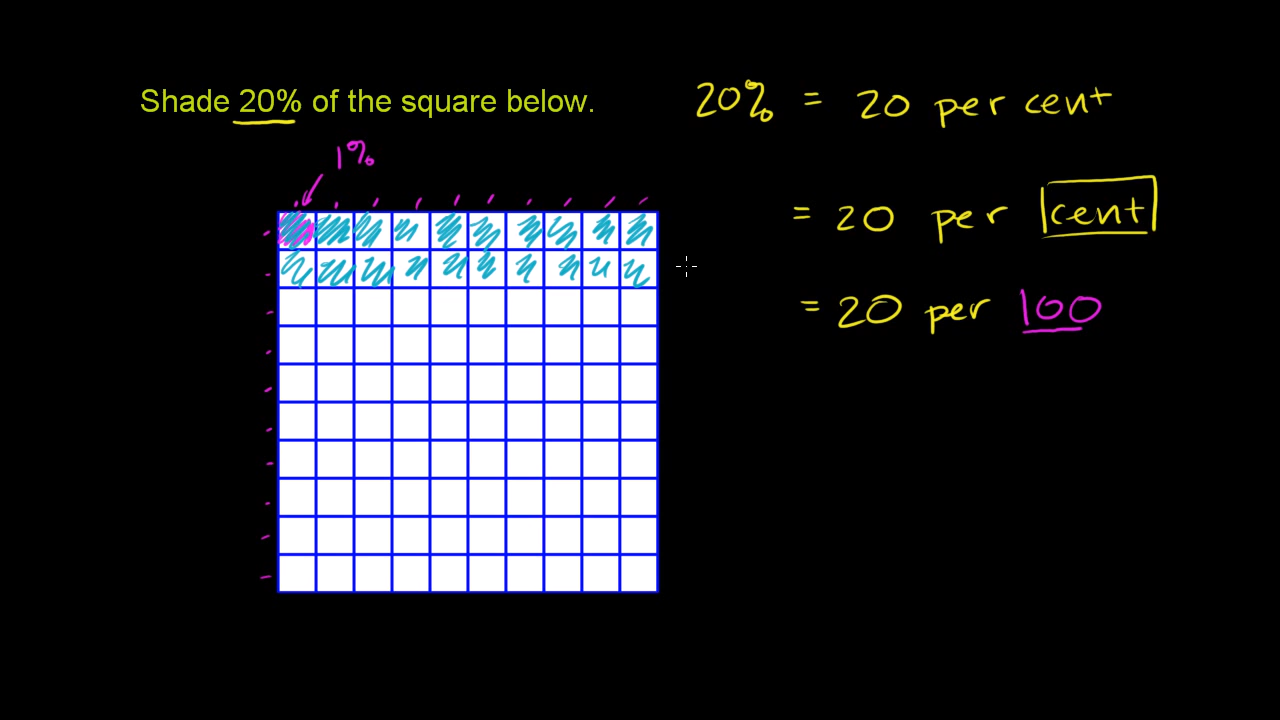 Shade 20% of the square below.
20% = 20 per cent
1%
= 20 per cent
= 20 per 100